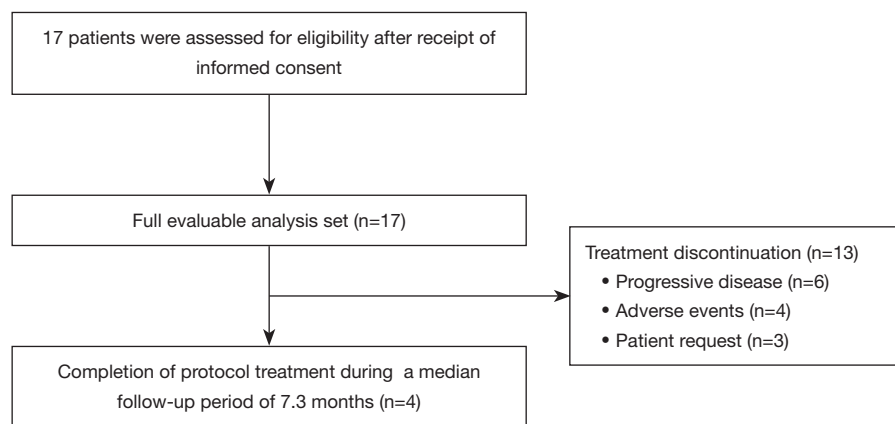 17 patients were assessed for eligibility after receipt of
informed consent
Full evaluable analysis set (n=17)
Treatment discontinuation (n=13)
• Progressive disease (n=6)
• Adverse events (n=4)
• Patient request (n=3)
Completion of protocol treatment during a median
follow-up period of 7.3 months (n=4)